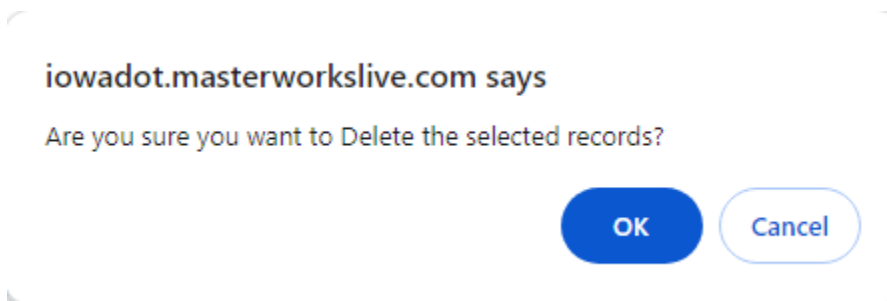 iowadot.masterworkslive.com says
Are you sure you want to Delete the selected records?
OK Cancel